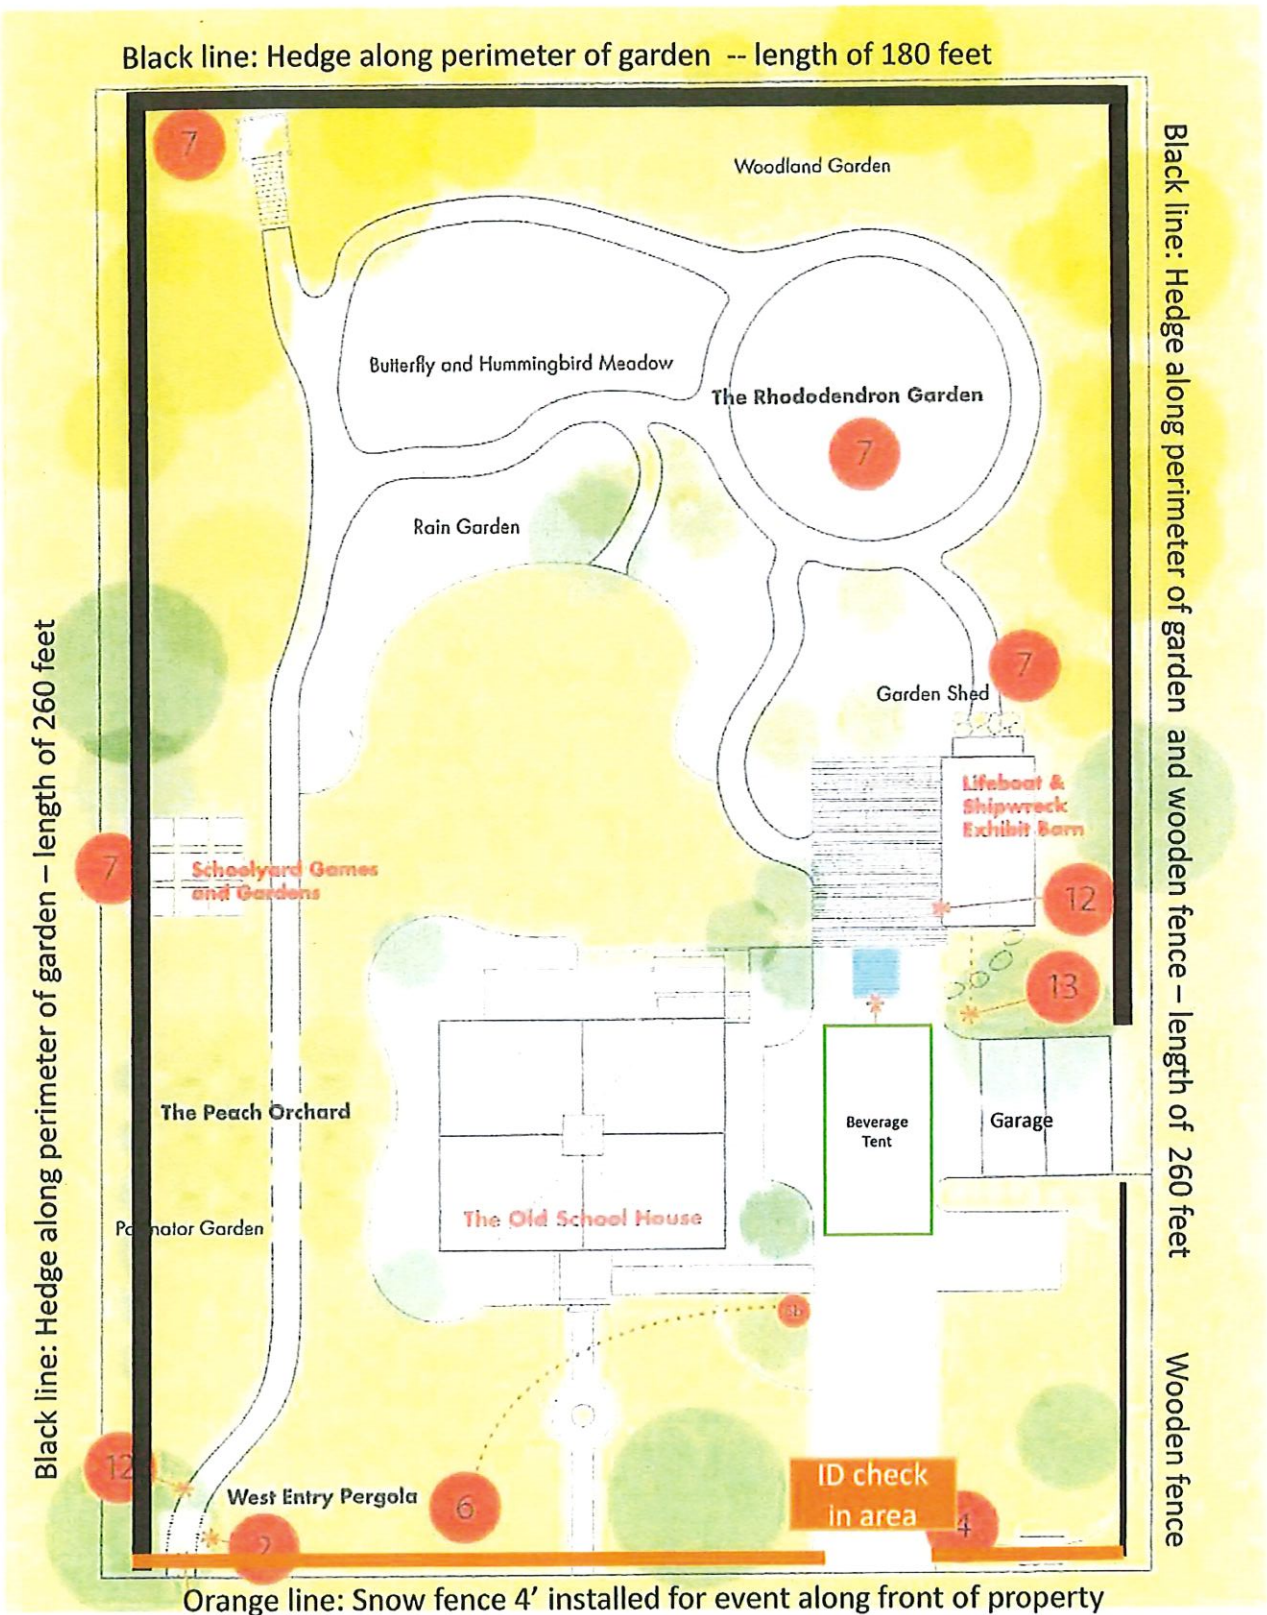 Black line: Hedge along perimeter of garden -- length of 180 feet
7
Woodland Garden
Black line: Hedge along perimeter of garden and wooden fence – length of 260 feet
Butterfly and Hummingbird Meadow
The Rhododendron Garden
7
Rain Garden
7
Garden Shed
Lifeboat &
Shipwreck
Exhibit Barn
Black line: Hedge along perimeter of garden – length of 260 feet
7
Schoolyard Games
and Gardens
12
13
The Peach Orchard
Beverage
Tent
Garage
Garden
The Old School House
Wooden fence
12
West Entry Pergola
6
ID check
in area
4
2
Orange line: Snow fence 4’ installed for event along front of property